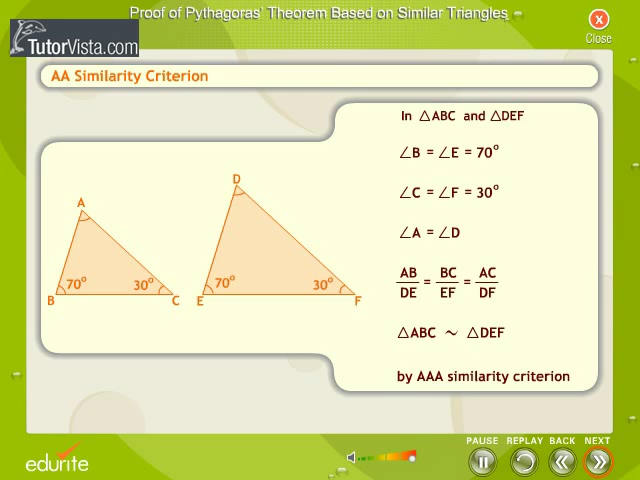 Proof of Pythagoras' Theorem Based on Similar Triangles
TutorVista.com
Close
AA Similarity Criterion
In △ABC and △DEF
∠B = ∠E = 70°
∠C = ∠F = 30°
∠A = ∠D
AB/DE = BC/EF = AC/DF
△ABC ~ △DEF
by AAA similarity criterion
A
70° 30°
B C
D
70° 30°
E F
edurite
PAUSE REPLAY BACK NEXT